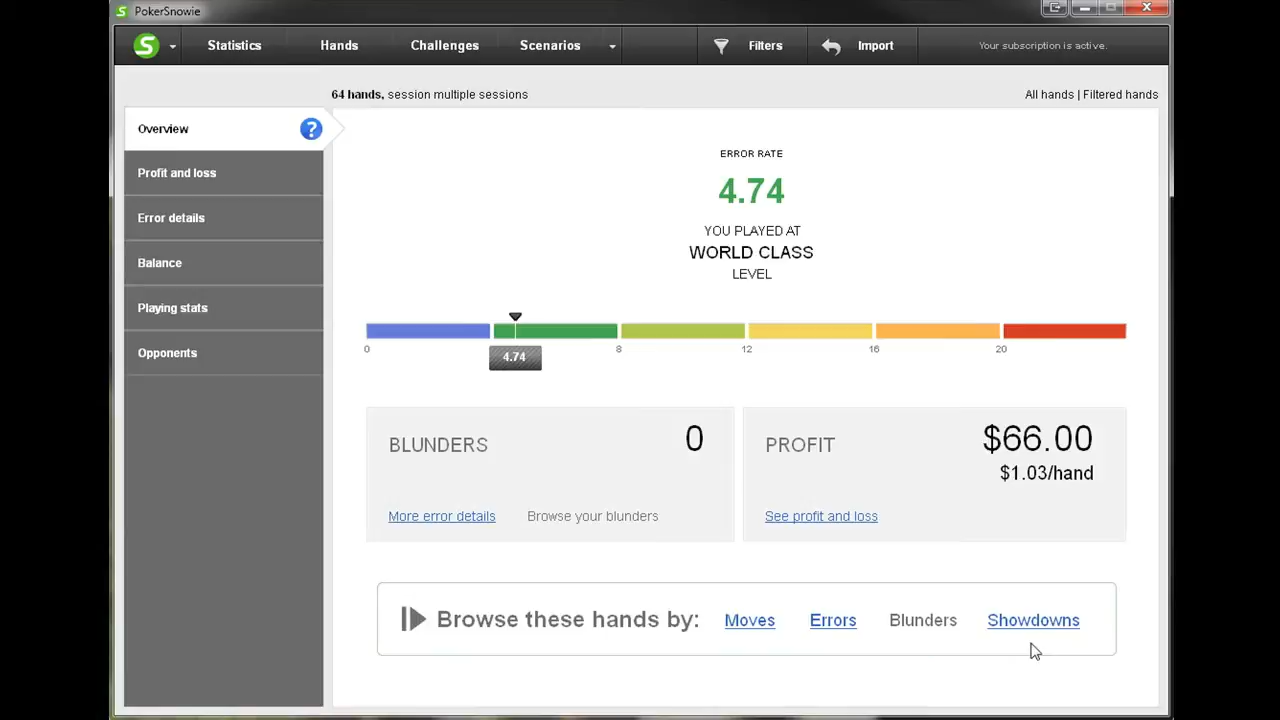 PokerSnowie
S Statistics Hands Challenges Scenarios Filters Import Your subscription is active.
64 hands, session multiple sessions All hands | Filtered hands
Overview ?
Profit and loss
Error details
Balance
Playing stats
Opponents
ERROR RATE
4.74
YOU PLAYED AT
WORLD CLASS
LEVEL
0 8 12 16 20
4.74
BLUNDERS 0
More error details Browse your blunders
PROFIT $66.00
$1.03/hand
See profit and loss
Browse these hands by: Moves Errors Blunders Showdowns